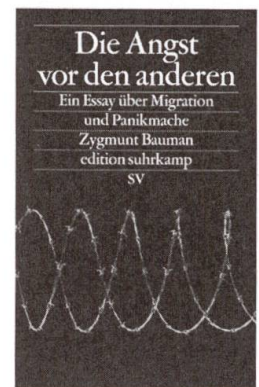 Die Angst
vor den anderen
Ein Essay über Migration
und Panikmache
Zygmunt Bauman
edition suhrkamp
SV